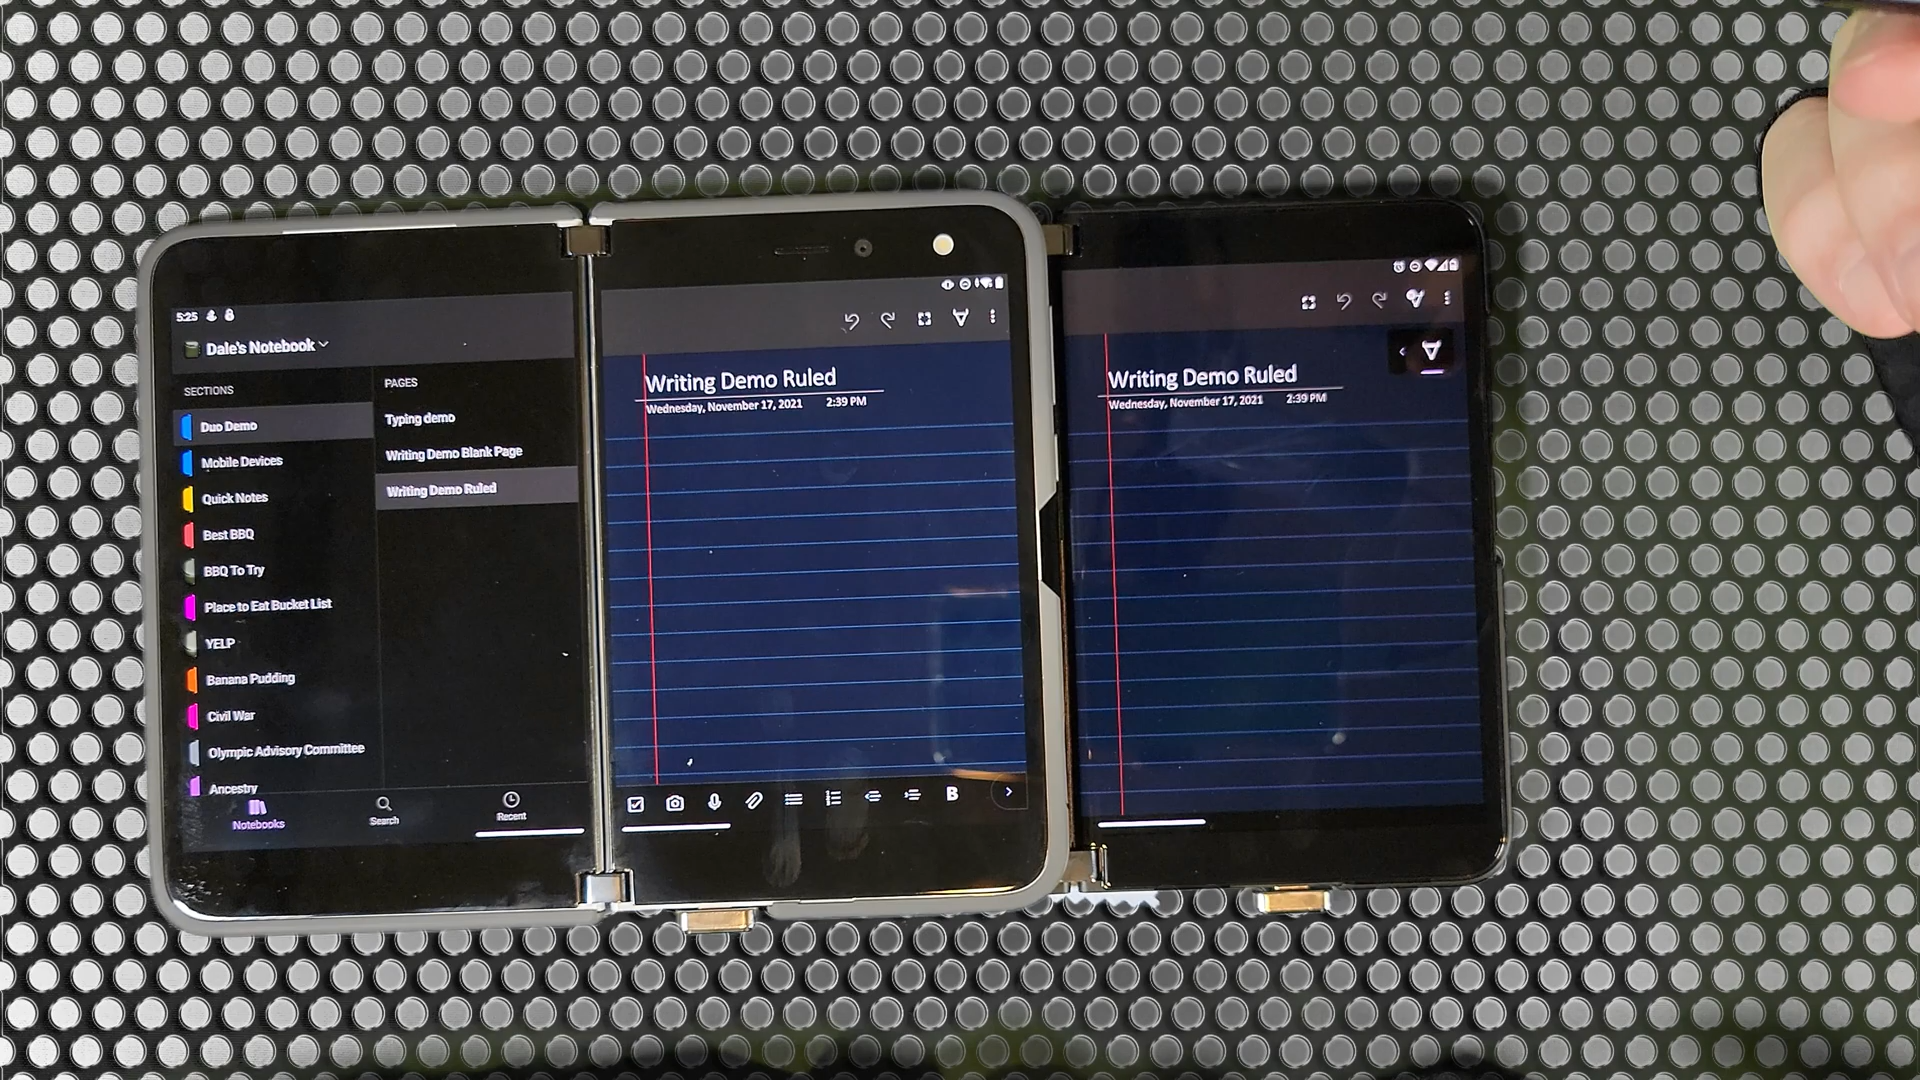 5:25
Dale's Notebook
SECTIONS
Duo Demo
Mobile Devices
Quick Notes
Best BBQ
BBQ To Try
Place to Eat Bucket List
YELP
Banana Pudding
Civil War
Olympic Advisory Committee
Ancestry
Notebooks
Search
Recent
PAGES
Typing demo
Writing Demo Blank Page
Writing Demo Ruled
Writing Demo Ruled
Wednesday, November 17, 2021 2:39 PM
B
Writing Demo Ruled
Wednesday, November 17, 2021 2:39 PM